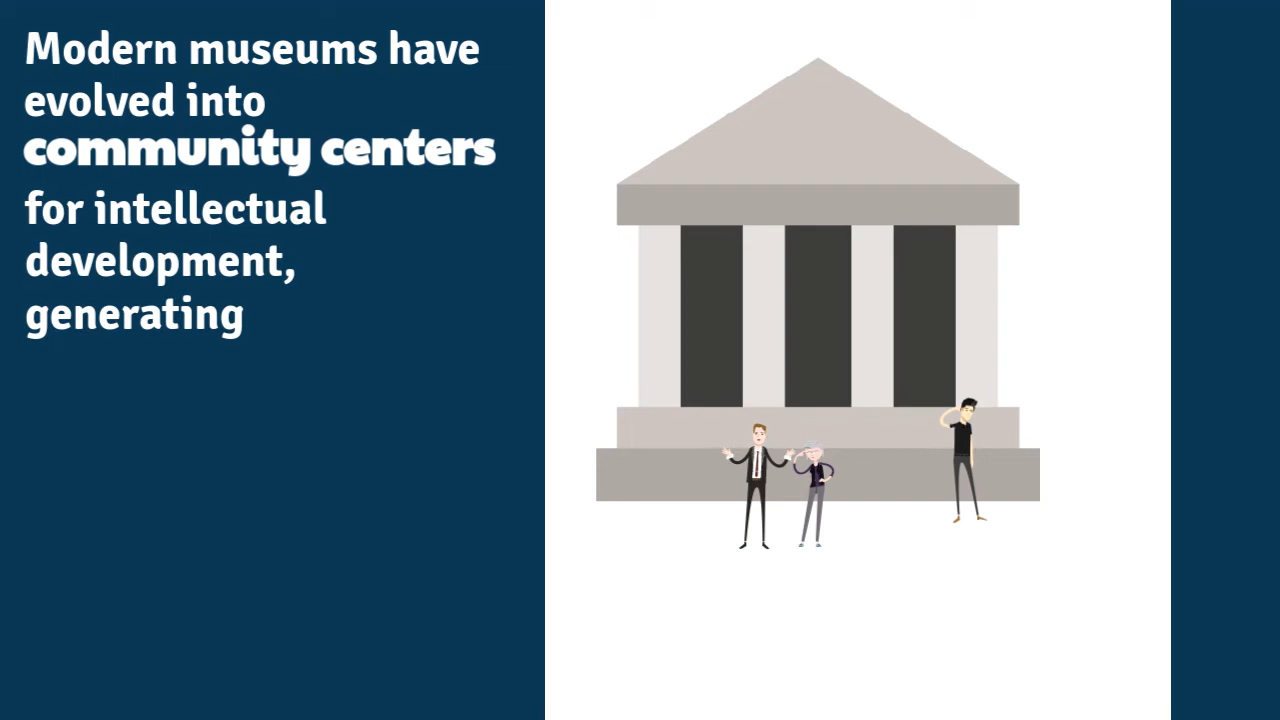 Modern museums have
evolved into
community centers
for intellectual
development,
generating